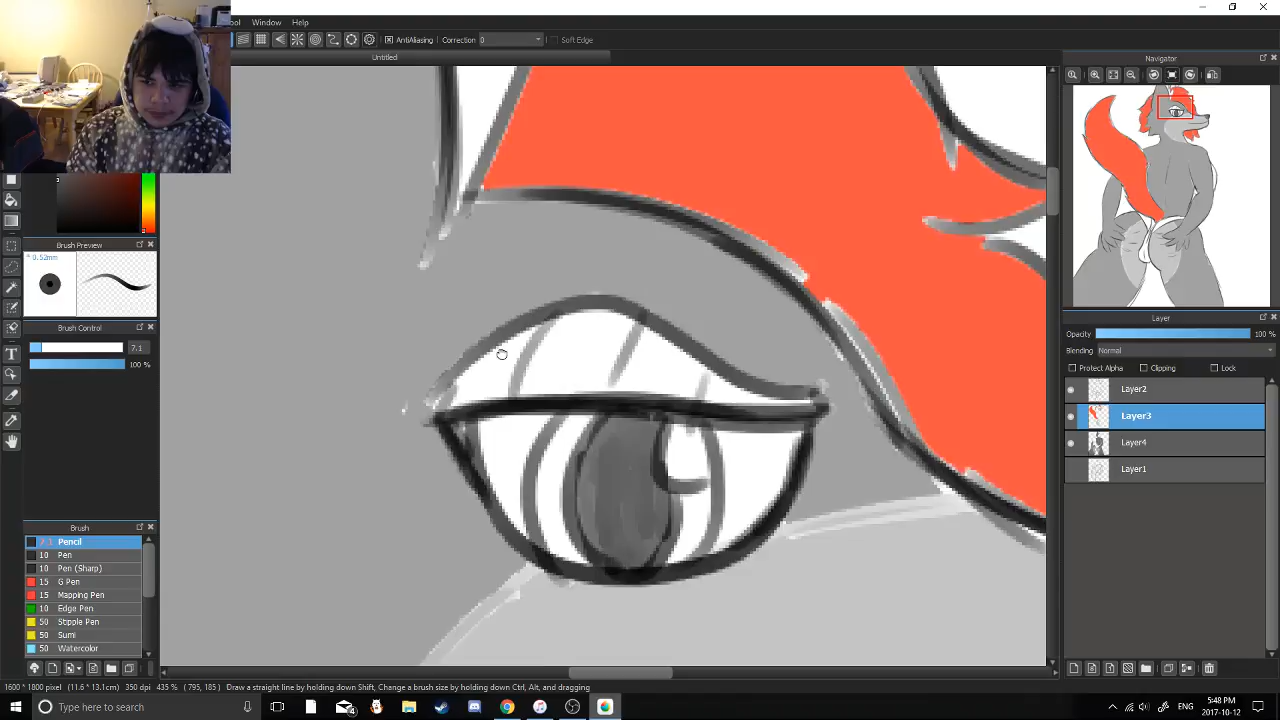 ol Window Help
AntiAliasing Correction 0 Soft Edge
Untitled
Navigator
Brush Preview
* 0.52mm
Brush Control
7.1
100 %
Brush
7.1 Pencil
10 Pen
10 Pen (Sharp)
15 G Pen
15 Mapping Pen
10 Edge Pen
50 Stipple Pen
50 Sumi
50 Watercolor
Layer
Opacity 100 %
Blending Normal
Protect Alpha Clipping Lock
Layer2
Layer3
Layer4
Layer1
1600 * 1800 pixel (11.6 * 13.1cm) 350 dpi 435 % ( 795, 185 ) Draw a straight line by holding down Shift, Change a brush size by holding down Ctrl, Alt, and dragging
Type here to search
5:48 PM
2017-10-12